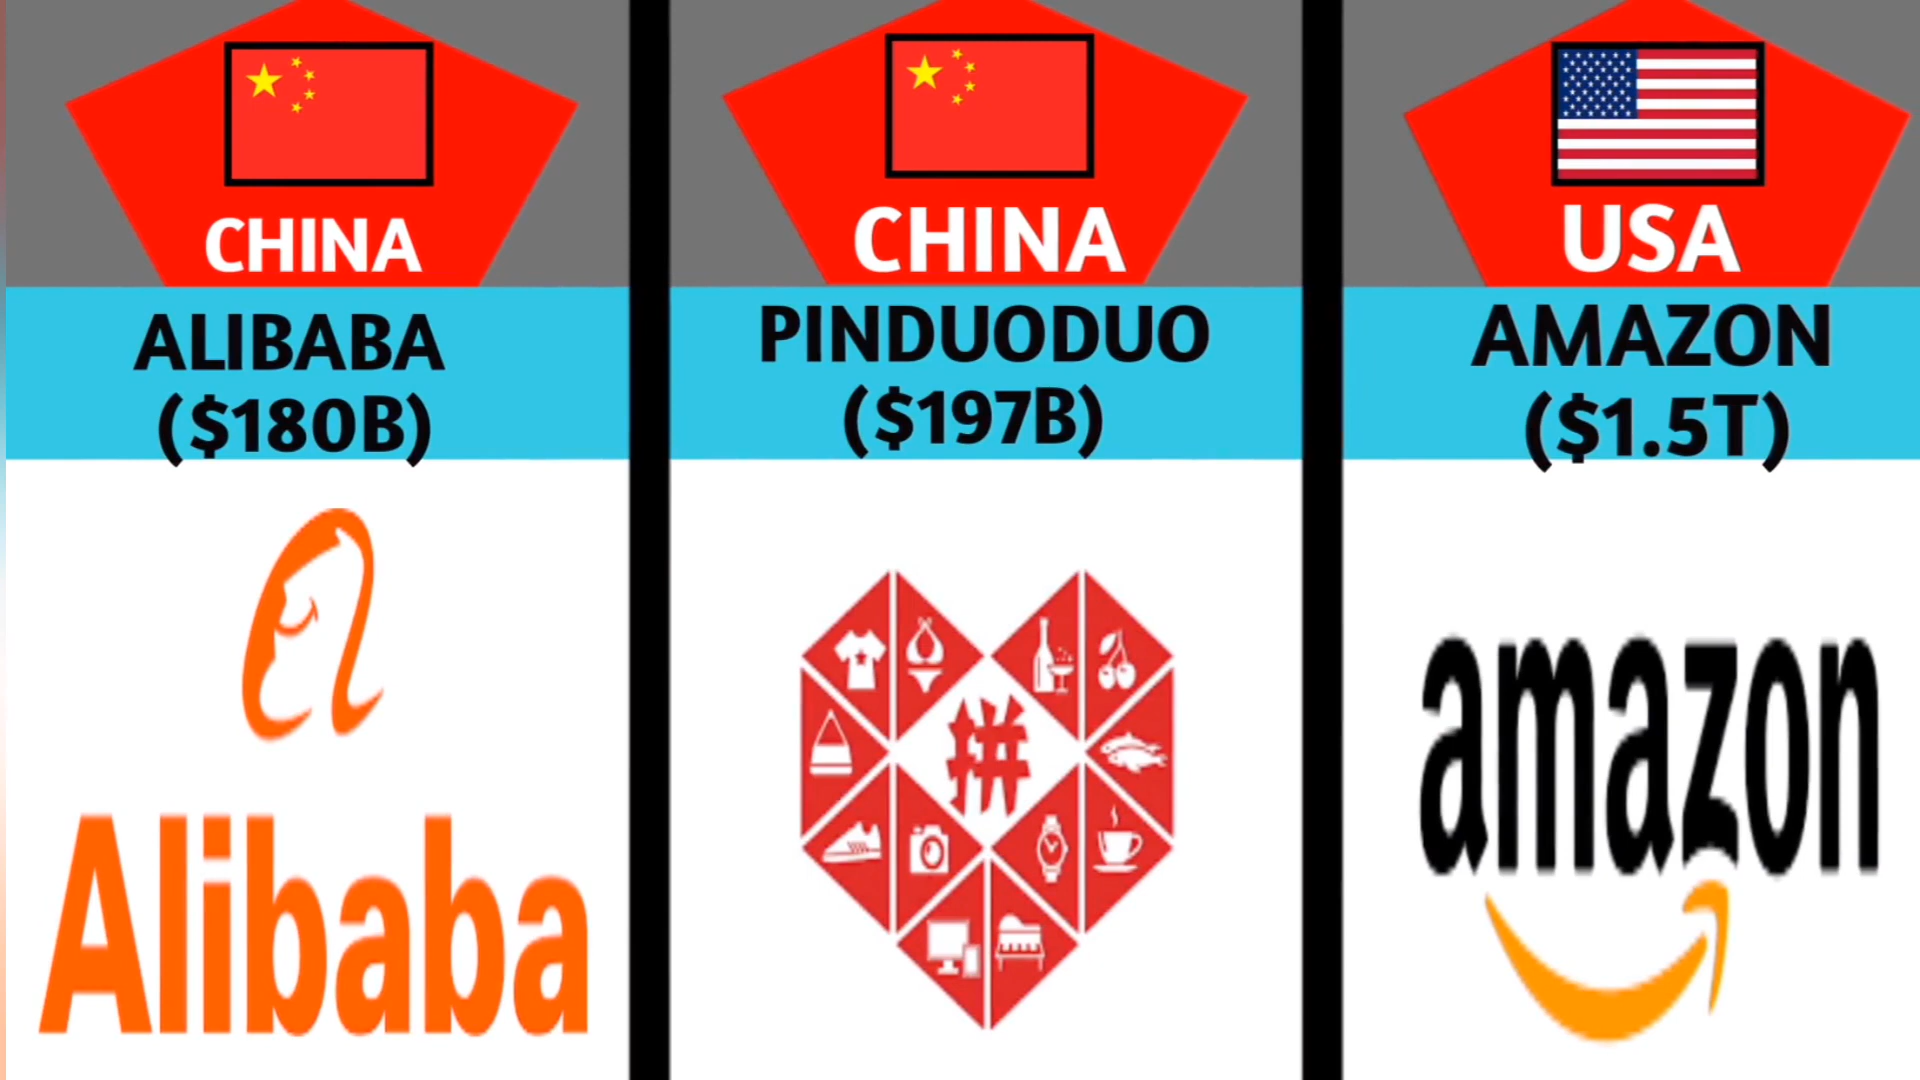 CHINA
ALIBABA
($180B)
Alibaba
CHINA
PINDUODUO
($197B)
拼
USA
AMAZON
($1.5T)
amazon